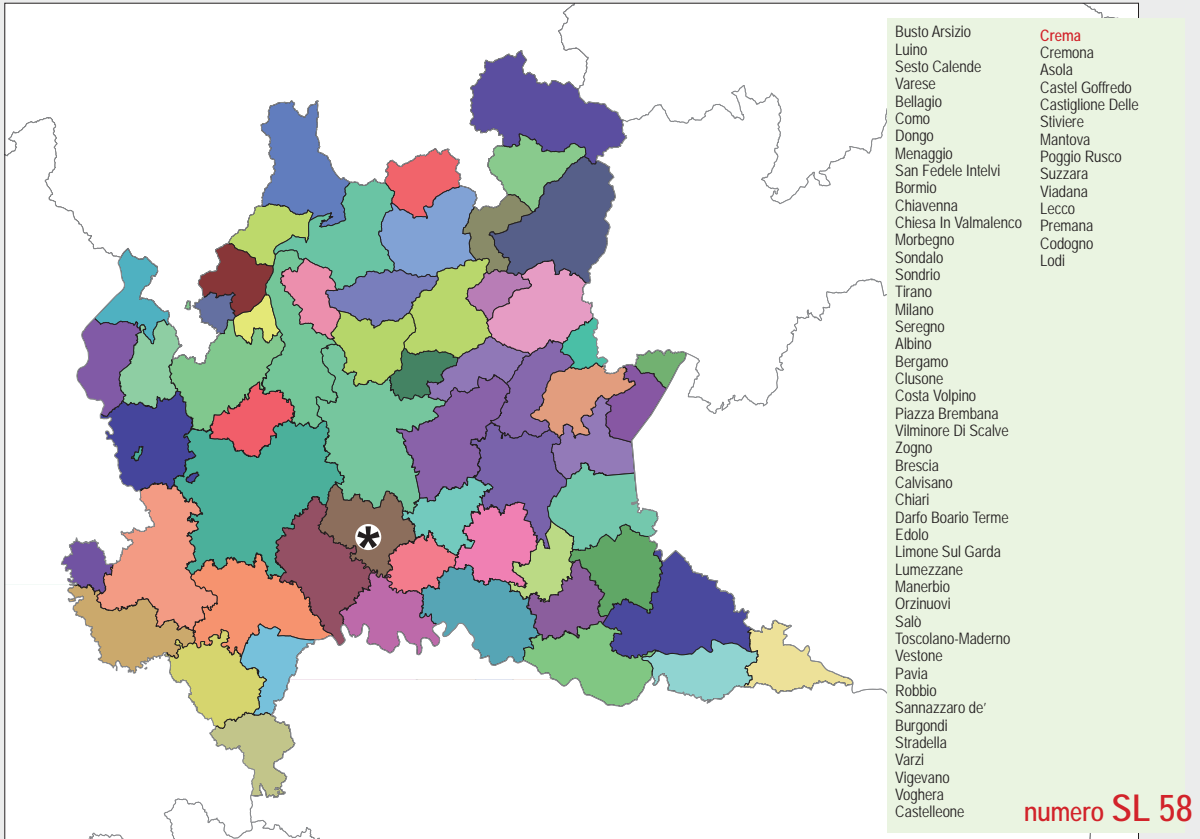 Busto Arsizio
Luino
Sesto Calende
Varese
Bellagio
Como
Dongo
Menaggio
San Fedele Intelvi
Bormio
Chiavenna
Chiesa In Valmalenco
Morbegno
Sondalo
Sondrio
Tirano
Milano
Seregno
Albino
Bergamo
Clusone
Costa Volpino
Piazza Brembana
Vilminore Di Scalve
Zogno
Brescia
Calvisano
Chiari
Darfo Boario Terme
Edolo
Limone Sul Garda
Lumezzane
Manerbio
Orzinuovi
Salò
Toscolano-Maderno
Vestone
Pavia
Robbio
Sannazzaro de'
Burgondi
Stradella
Varzi
Vigevano
Voghera
Castelleone
Crema
Cremona
Asola
Castel Goffredo
Castiglione Delle
Stiviere
Mantova
Poggio Rusco
Suzzara
Viadana
Lecco
Premana
Codogno
Lodi
*
numero SL 58